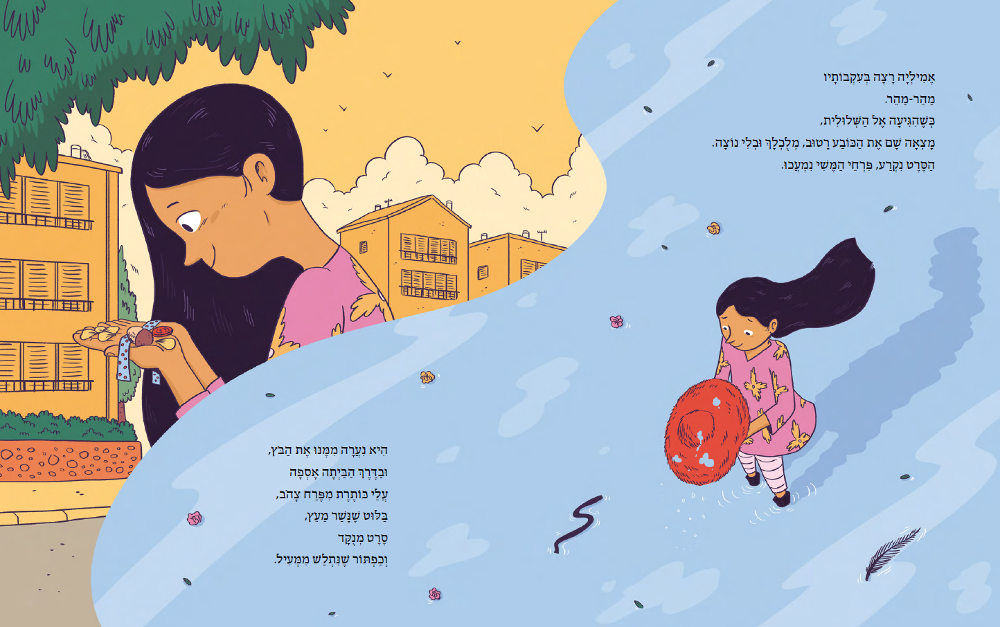 אֶמִילְיָה רָצָה בְּעִקְבוֹתָיו
מַהֵר-מַהֵר.
כְּשֶׁהִגִּיעָה אֶל הַשְּׁלוּלִית,
מָצְאָה שָׁם אֶת הַכּוֹבַע רָטוּב, מְלֻכְלָךְ וּבְלִי נוֹצָה.
הַסֶּרֶט נִקְרַע, פִּרְחֵי הַמֶּשִׁי נִמְעֲכוּ.
הִיא נִעֲרָה מִמֶּנּוּ אֶת הַבֹּץ,
וּבַדֶּרֶךְ הַבַּיְתָה אָסְפָה
עֲלֵי כּוֹתֶרֶת מִפֶּרַח צָהֹב,
בַּלּוּט שֶׁנָּשַׁר מֵעֵץ,
סֶרֶט מְנֻקָּד
וְכַפְתּוֹר שֶׁנִּתְלַשׁ מִמְּעִיל.